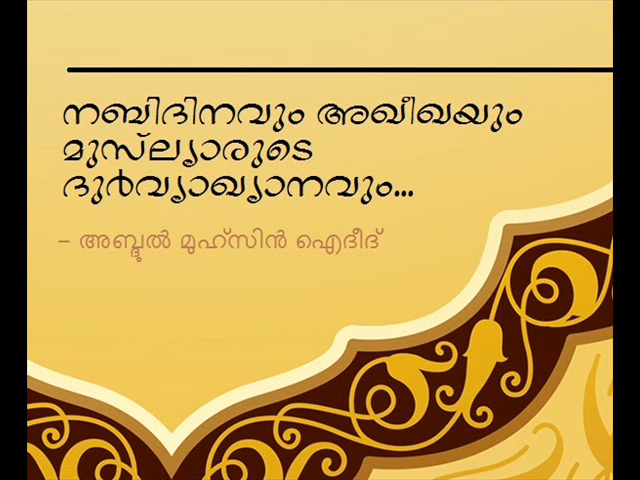 നബിദിനവും അഖീഖയും
മുസ്ല്യാരുടെ
ദുർവ്യാഖ്യാനവും...
– അബ്ദുൽ മുഹ്സിൻ ഐദീദ്